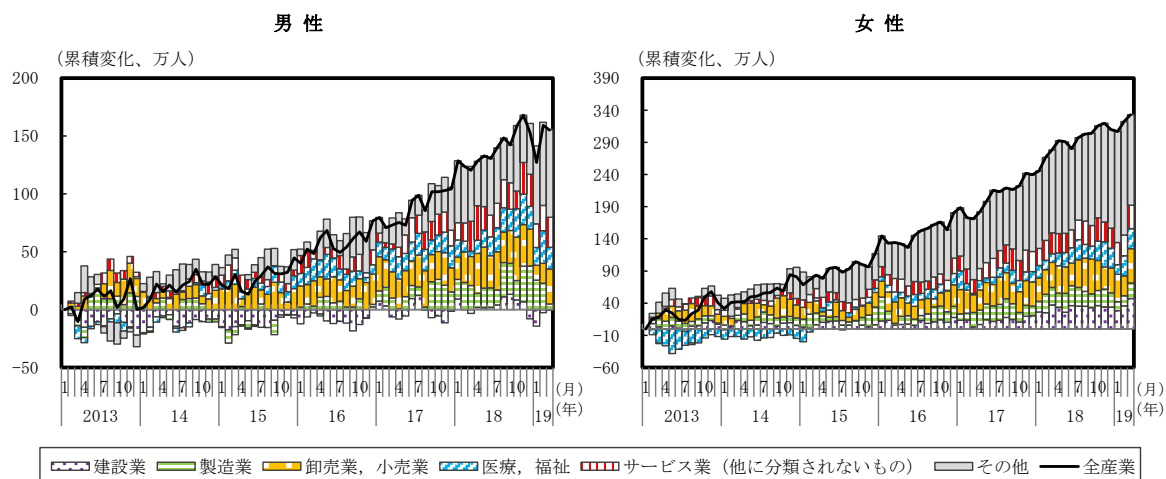 男 性
(累積変化、万人)
200
150
100
50
0
−50
1 4 7 10 1 4 7 10 1 4 7 10 1 4 7 10 1 4 7 10 1 4 7 10 1 (月)
2013 14 15 16 17 18 19 (年)
女 性
(累積変化、万人)
390
340
290
240
190
140
90
40
−10
−60
1 4 7 10 1 4 7 10 1 4 7 10 1 4 7 10 1 4 7 10 1 4 7 10 1 (月)
2013 14 15 16 17 18 19 (年)
建設業 製造業 卸売業，小売業 医療，福祉 サービス業（他に分類されないもの） その他 全産業